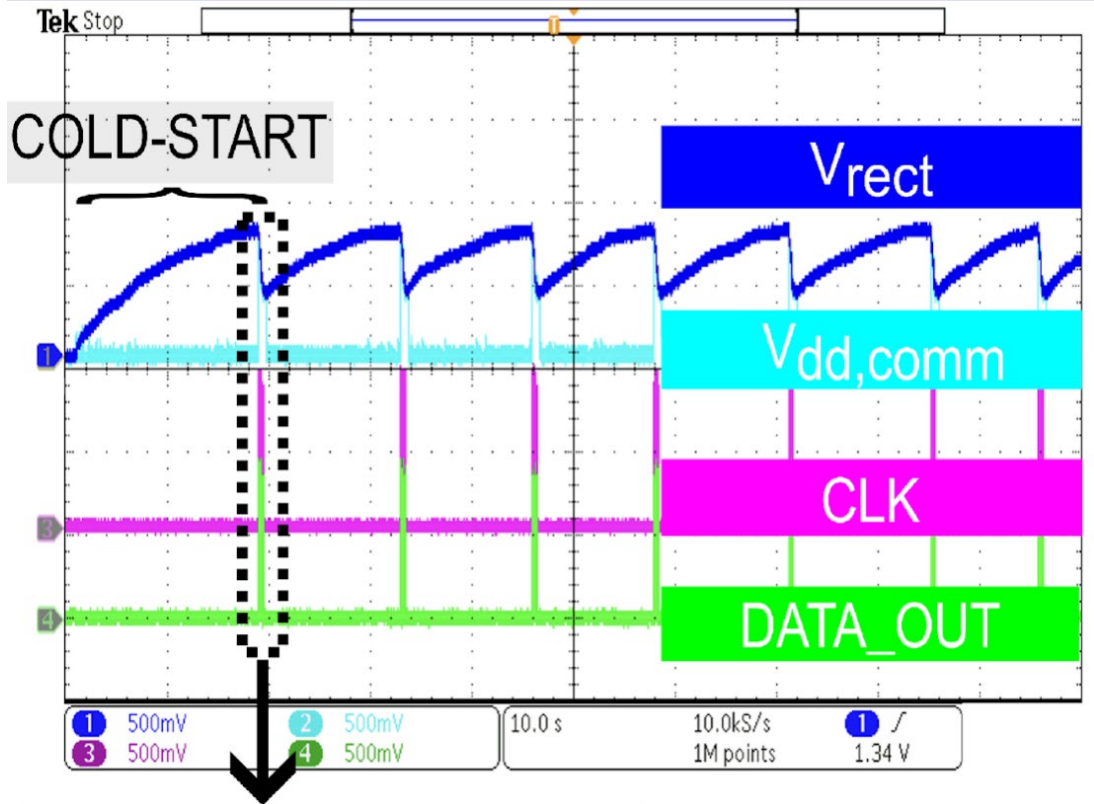 Tek Stop
T
COLD-START
Vrect
1
Vdd,comm
CLK
3
DATA_OUT
4
1 500mV 2 500mV 10.0 s 10.0kS/s 1 ∫
3 500mV 4 500mV 1M points 1.34 V